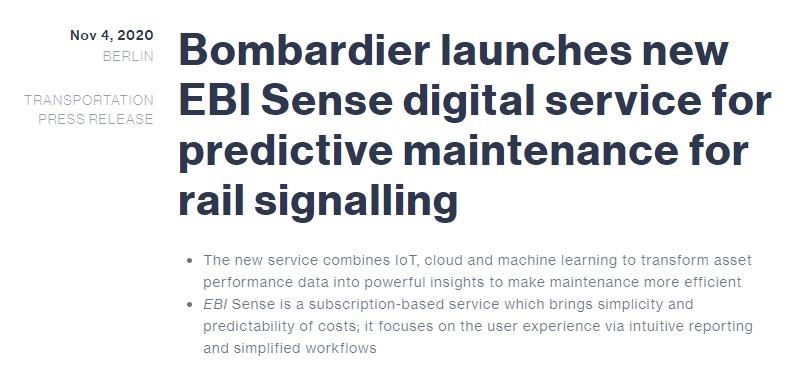 Nov 4, 2020
BERLIN
TRANSPORTATION
PRESS RELEASE
Bombardier launches new
EBI Sense digital service for
predictive maintenance for
rail signalling
• The new service combines IoT, cloud and machine learning to transform asset
performance data into powerful insights to make maintenance more efficient
• EBI Sense is a subscription-based service which brings simplicity and
predictability of costs; it focuses on the user experience via intuitive reporting
and simplified workflows